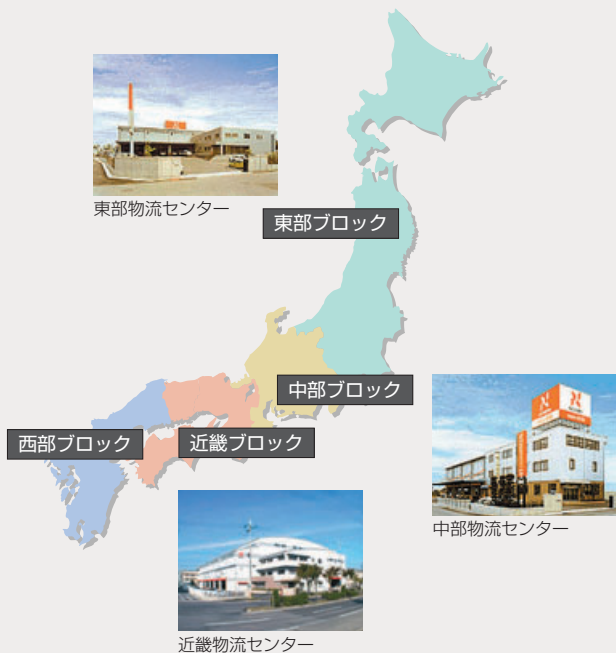 東部物流センター
東部ブロック
中部ブロック
西部ブロック
近畿ブロック
中部物流センター
近畿物流センター